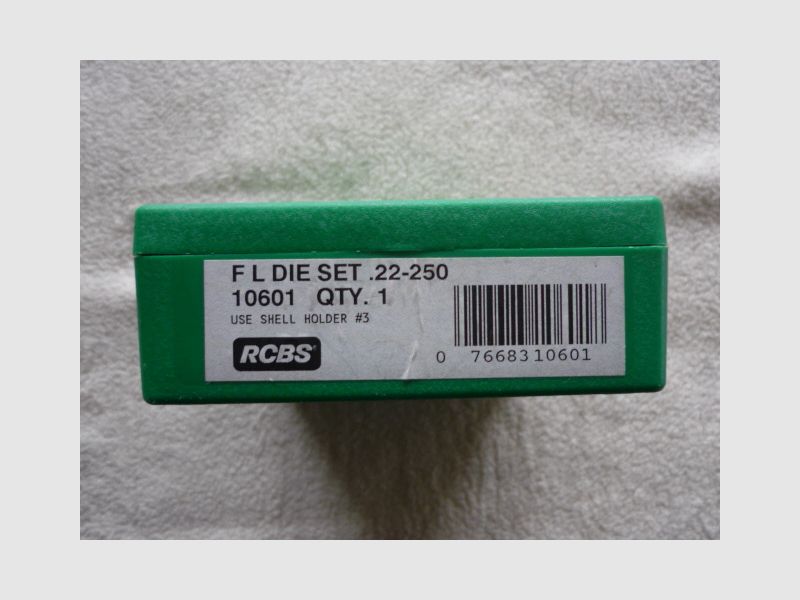 F L DIE SET .22-250
10601 QTY. 1
USE SHELL HOLDER #3
RCBS
0 7668310601